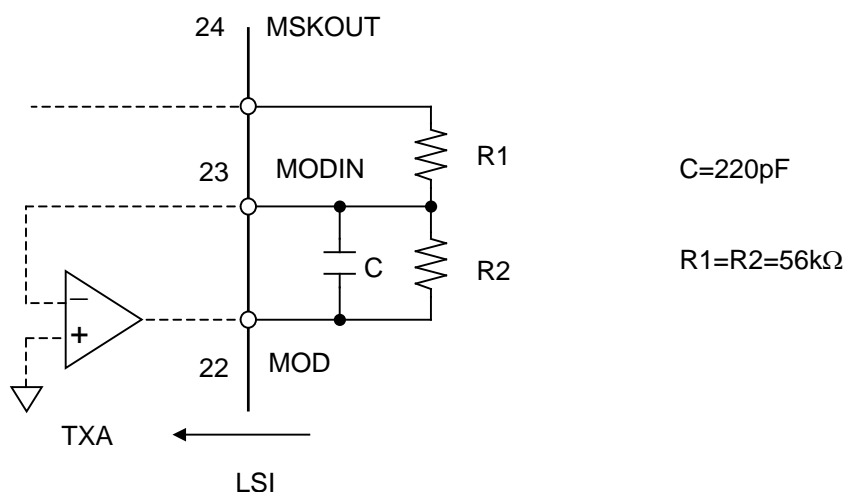 24 MSKOUT
R1
23 MODIN
C=220pF
C
R2
R1=R2=56kΩ
−
+
22 MOD
TXA
LSI